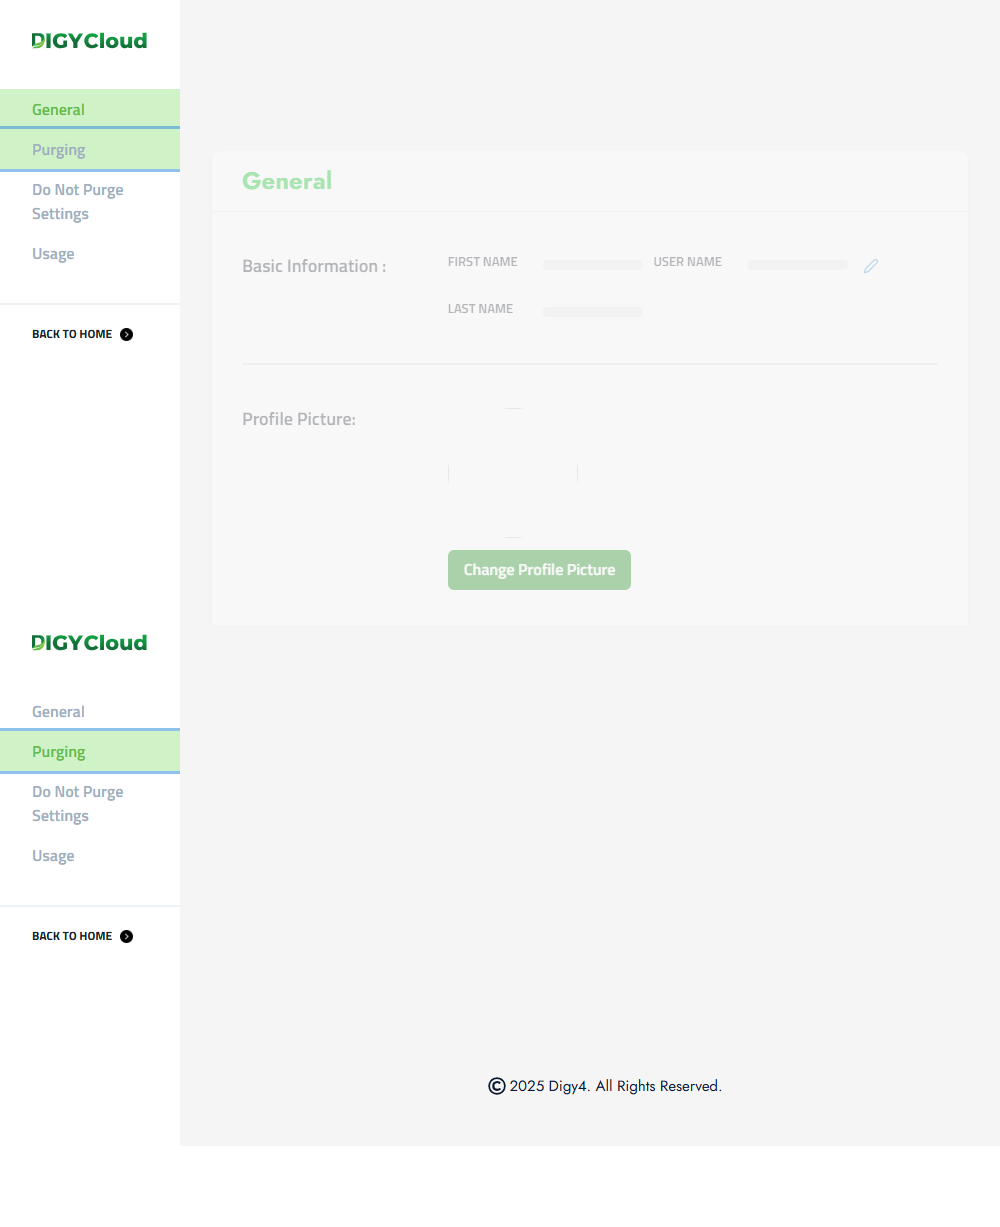 DIGYCloud
General
Purging
Do Not Purge
Settings
Usage
BACK TO HOME
General
Basic Information :
FIRST NAME
USER NAME
LAST NAME
Profile Picture:
Change Profile Picture
DIGYCloud
General
Purging
Do Not Purge
Settings
Usage
BACK TO HOME
© 2025 Digy4. All Rights Reserved.